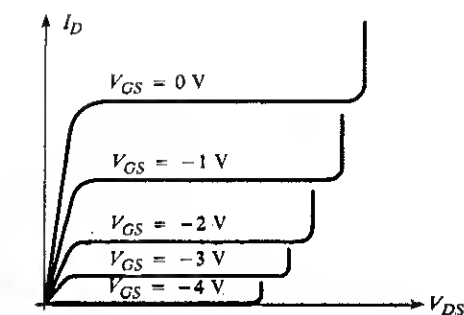 I_D
V_GS = 0 V
V_GS = −1 V
V_GS = −2 V
V_GS = −3 V
V_GS = −4 V
V_DS